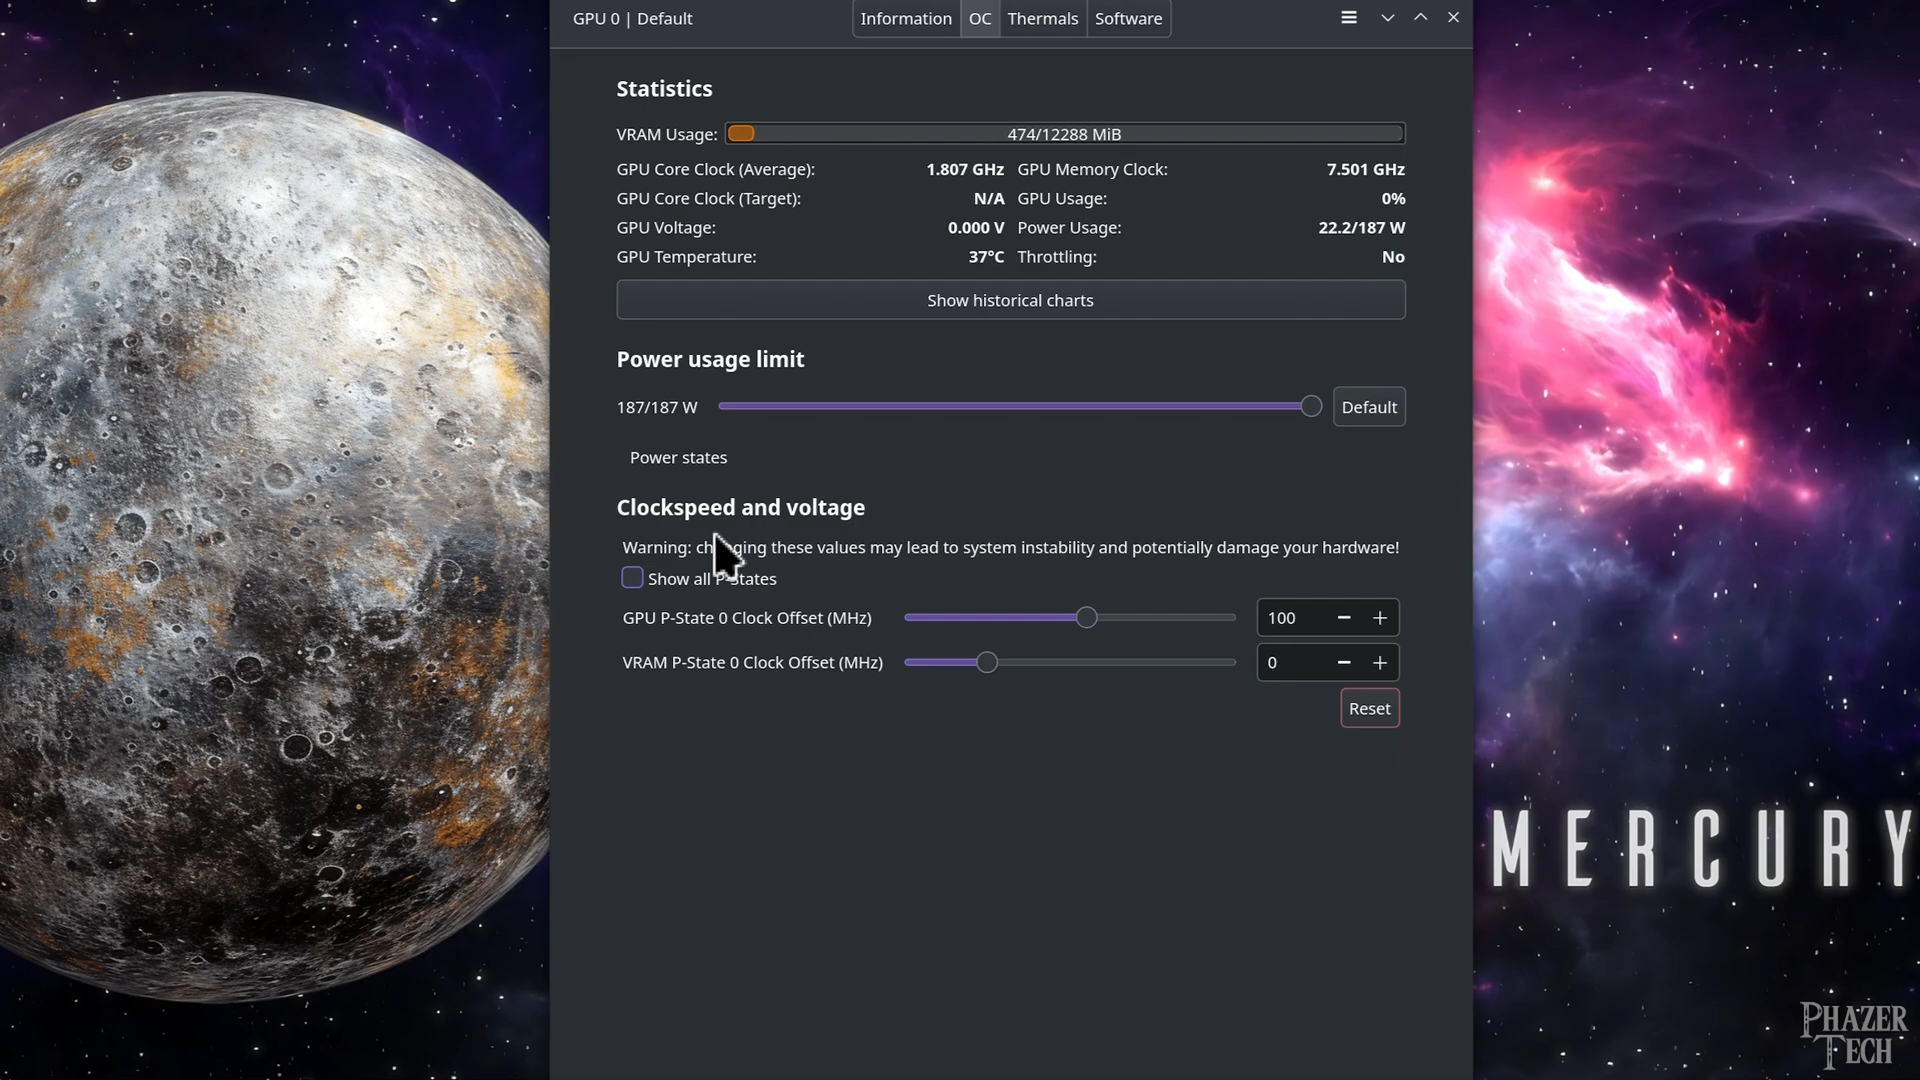 GPU 0 | Default
Information
OC
Thermals
Software
Statistics
VRAM Usage:
474/12288 MiB
GPU Core Clock (Average): 1.807 GHz GPU Memory Clock: 7.501 GHz
GPU Core Clock (Target): N/A GPU Usage: 0%
GPU Voltage: 0.000 V Power Usage: 22.2/187 W
GPU Temperature: 37°C Throttling: No
Show historical charts
Power usage limit
187/187 W
Default
Power states
Clockspeed and voltage
Warning: changing these values may lead to system instability and potentially damage your hardware!
Show all P-States
GPU P-State 0 Clock Offset (MHz) 100
VRAM P-State 0 Clock Offset (MHz) 0
Reset
MERCURY
PHAZER
TECH